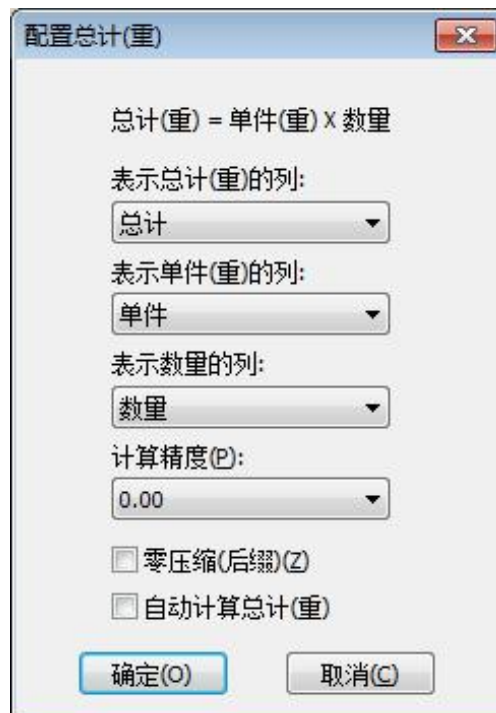 配置总计(重)
总计(重) = 单件(重) X 数量
表示总计(重)的列:
总计
表示单件(重)的列:
单件
表示数量的列:
数量
计算精度(P):
0.00
零压缩(后缀)(Z)
自动计算总计(重)
确定(O) 取消(C)